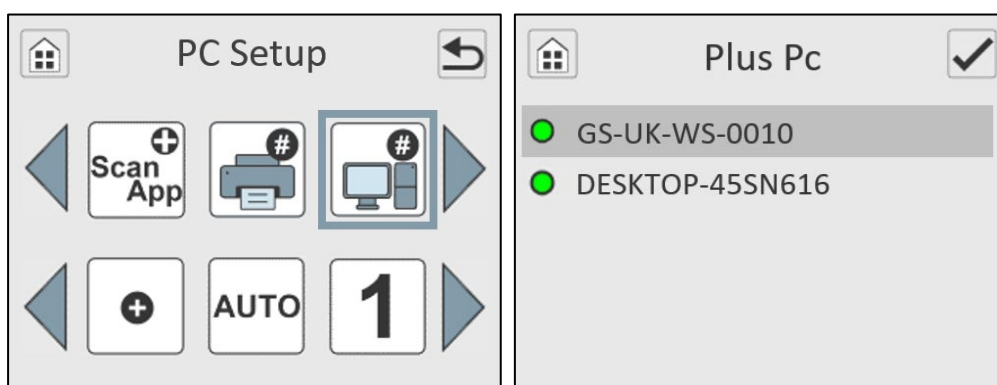 PC Setup
Scan
App
#
#
AUTO
1
Plus Pc
GS-UK-WS-0010
DESKTOP-45SN616